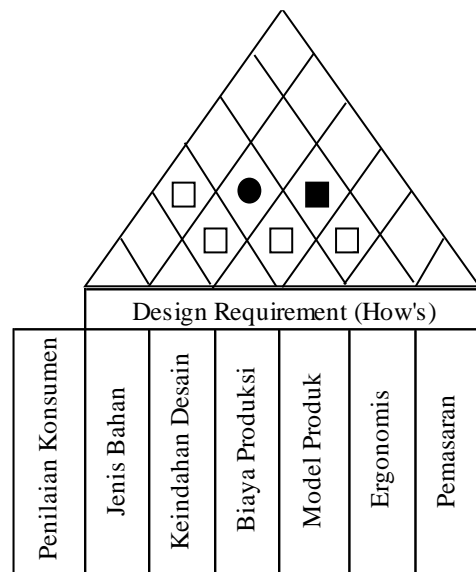 Design Requirement (How's)
Penilaian Konsumen
Jenis Bahan
Keindahan Desain
Biaya Produksi
Model Produk
Ergonomis
Pemasaran